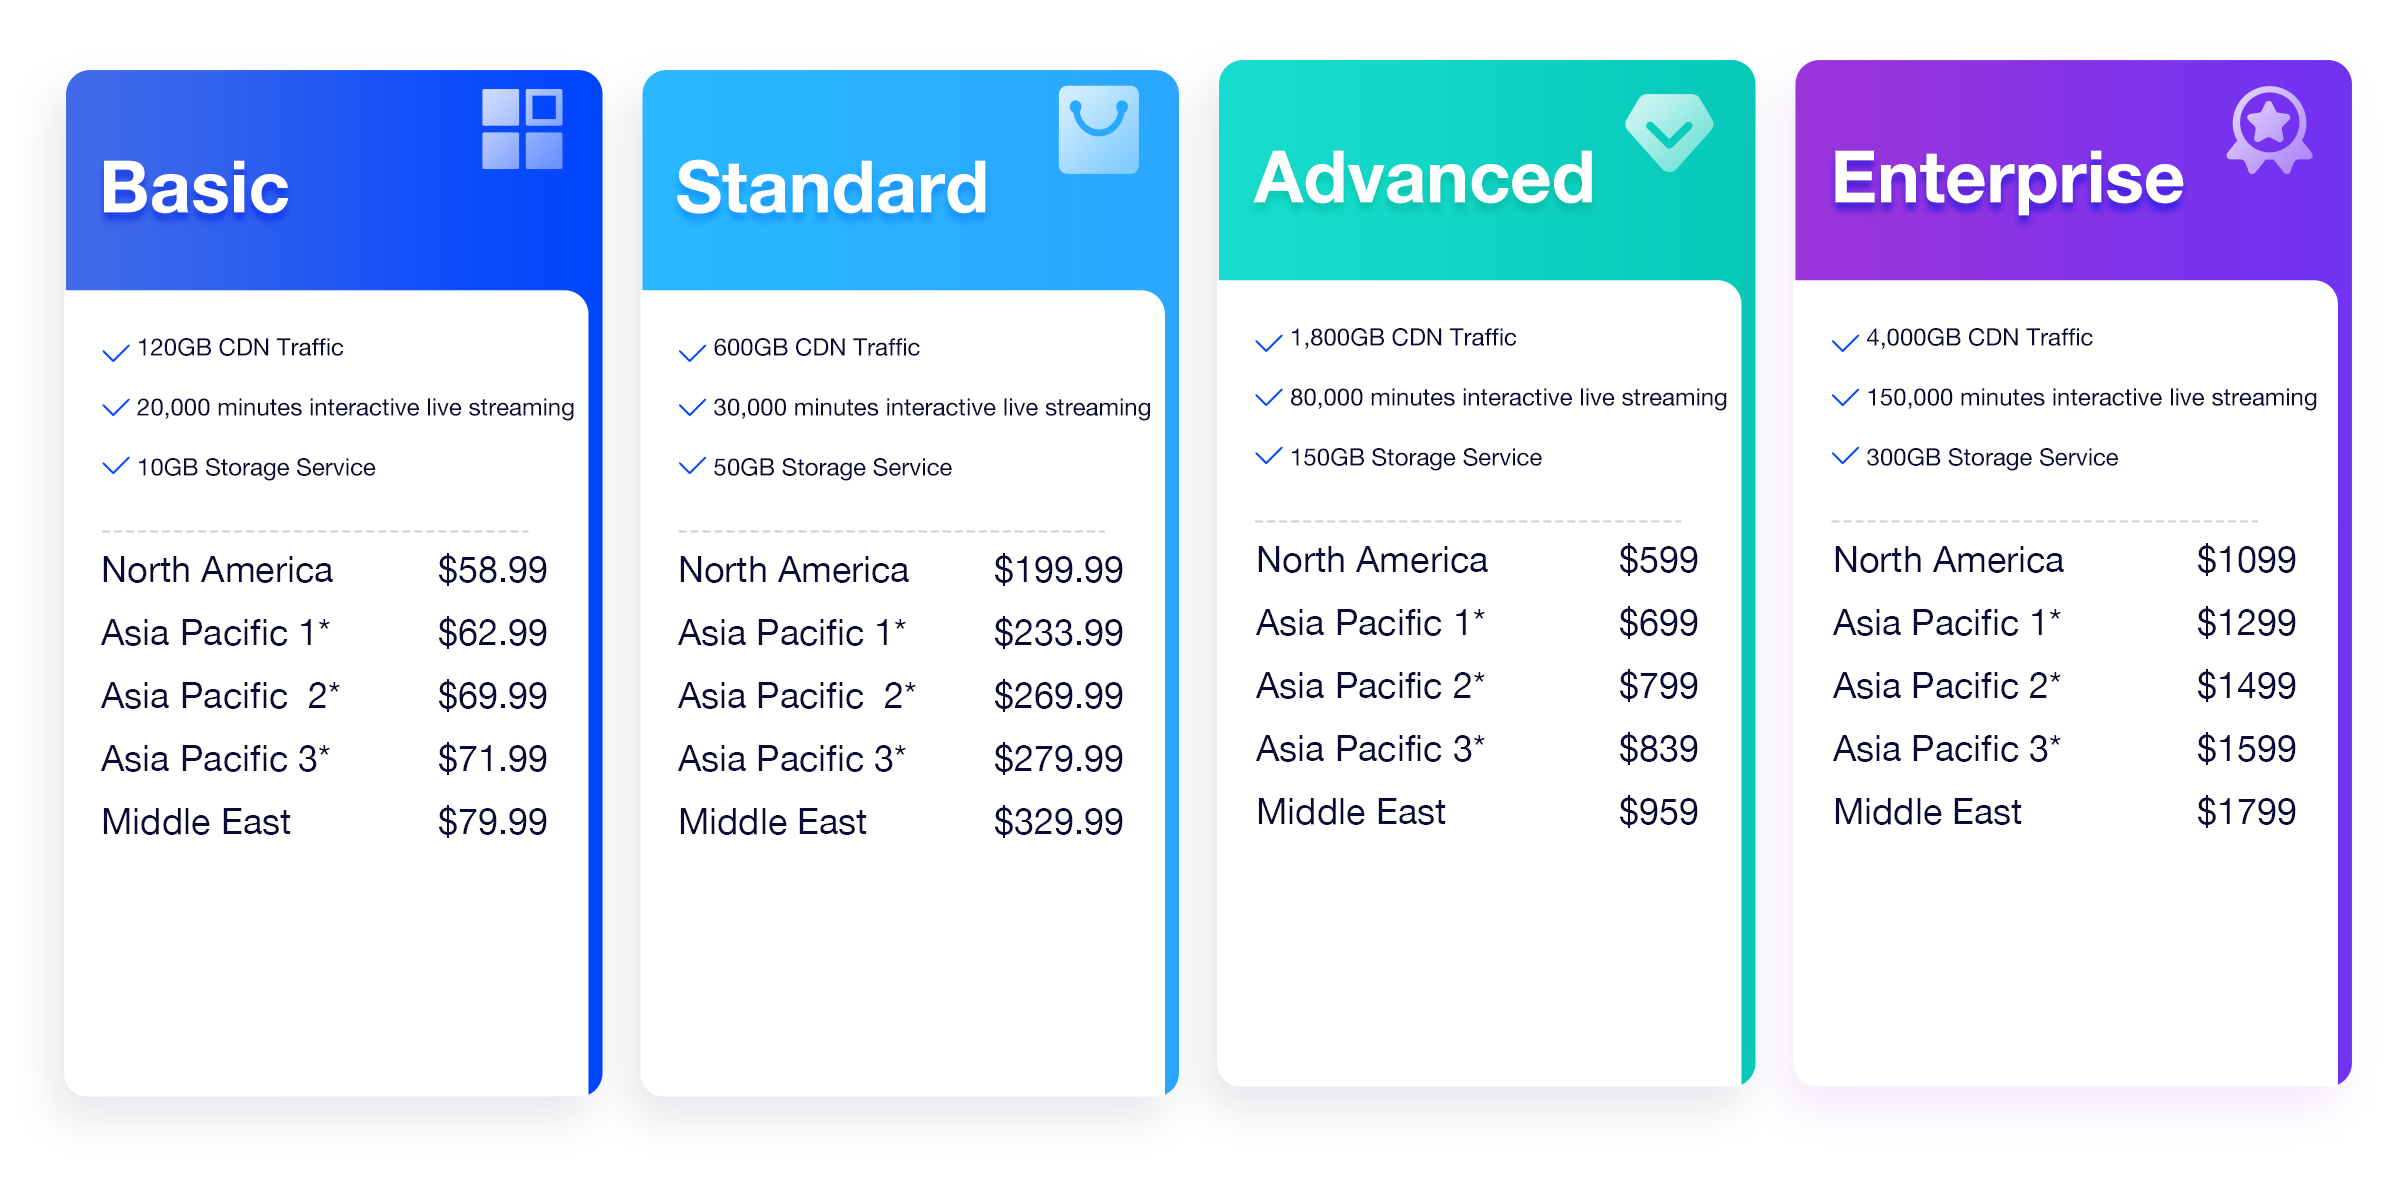 Basic
120GB CDN Traffic
20,000 minutes interactive live streaming
10GB Storage Service
North America $58.99
Asia Pacific 1* $62.99
Asia Pacific  2* $69.99
Asia Pacific 3* $71.99
Middle East $79.99
Standard
600GB CDN Traffic
30,000 minutes interactive live streaming
50GB Storage Service
North America $199.99
Asia Pacific 1* $233.99
Asia Pacific  2* $269.99
Asia Pacific 3* $279.99
Middle East $329.99
Advanced
1,800GB CDN Traffic
80,000 minutes interactive live streaming
150GB Storage Service
North America $599
Asia Pacific 1* $699
Asia Pacific 2* $799
Asia Pacific 3* $839
Middle East $959
Enterprise
4,000GB CDN Traffic
150,000 minutes interactive live streaming
300GB Storage Service
North America $1099
Asia Pacific 1* $1299
Asia Pacific 2* $1499
Asia Pacific 3* $1599
Middle East $1799